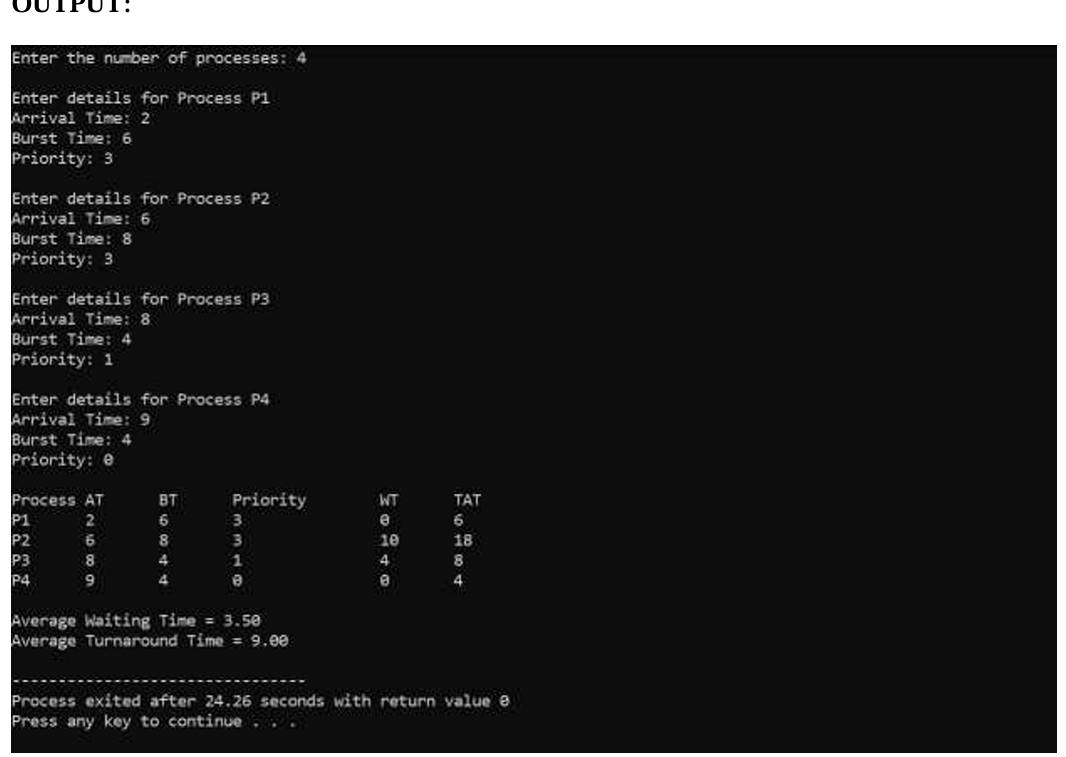 OUTPUT:
Enter the number of processes: 4
Enter details for Process P1
Arrival Time: 2
Burst Time: 6
Priority: 3
Enter details for Process P2
Arrival Time: 6
Burst Time: 8
Priority: 3
Enter details for Process P3
Arrival Time: 8
Burst Time: 4
Priority: 1
Enter details for Process P4
Arrival Time: 9
Burst Time: 4
Priority: 0
Process AT BT Priority WT TAT
P1 2 6 3 0 6
P2 6 8 3 10 18
P3 8 4 1 4 8
P4 9 4 0 0 4
Average Waiting Time = 3.50
Average Turnaround Time = 9.00
--------------------------------
Process exited after 24.26 seconds with return value 0
Press any key to continue . . .